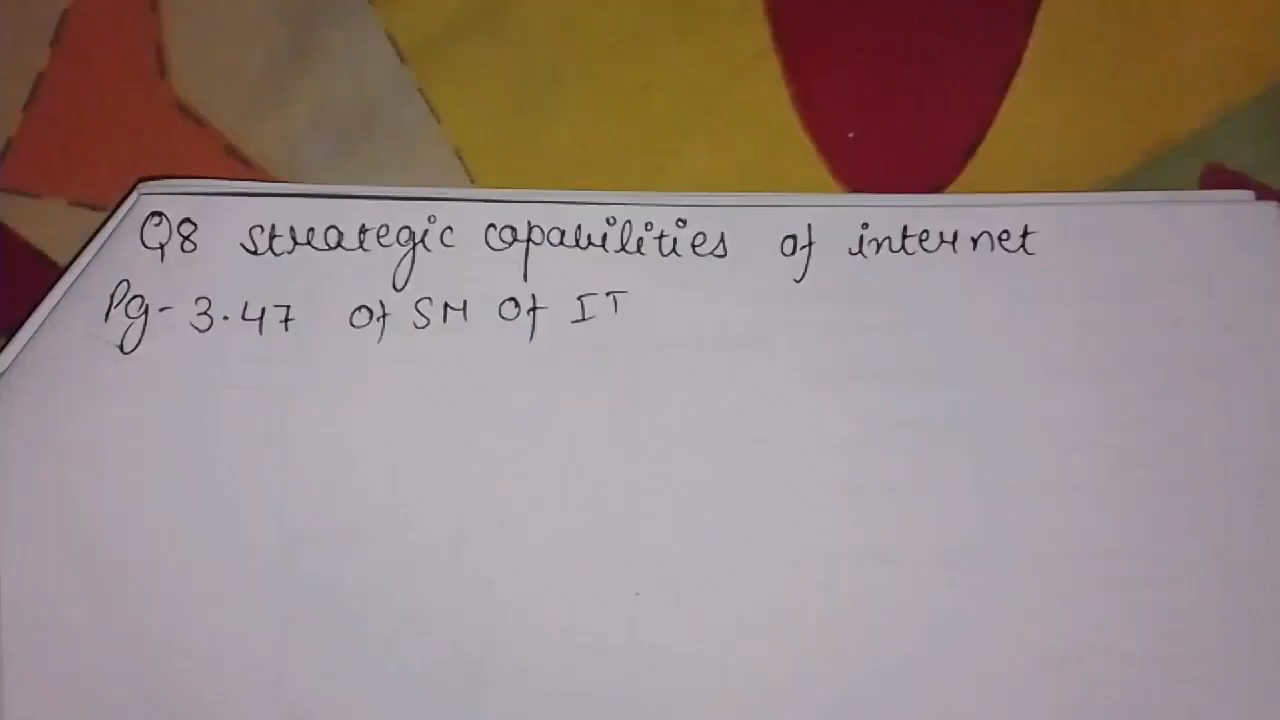 Q8 strategic capabilities of internet
Pg-3.47 of SM of IT